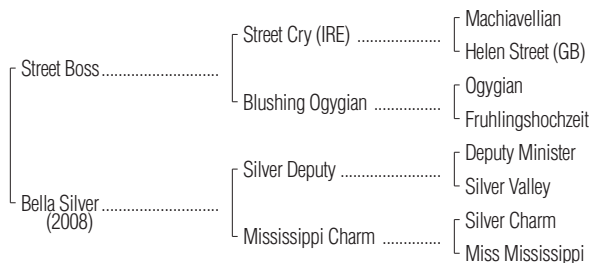 Machiavellian
Street Cry (IRE) ..................
Helen Street (GB)
Street Boss .........................
Ogygian
Blushing Ogygian ................
Fruhlingshochzeit
Deputy Minister
Silver Deputy .....................
Silver Valley
Bella Silver .........................
(2008)
Silver Charm
Mississippi Charm ..............
Miss Mississippi